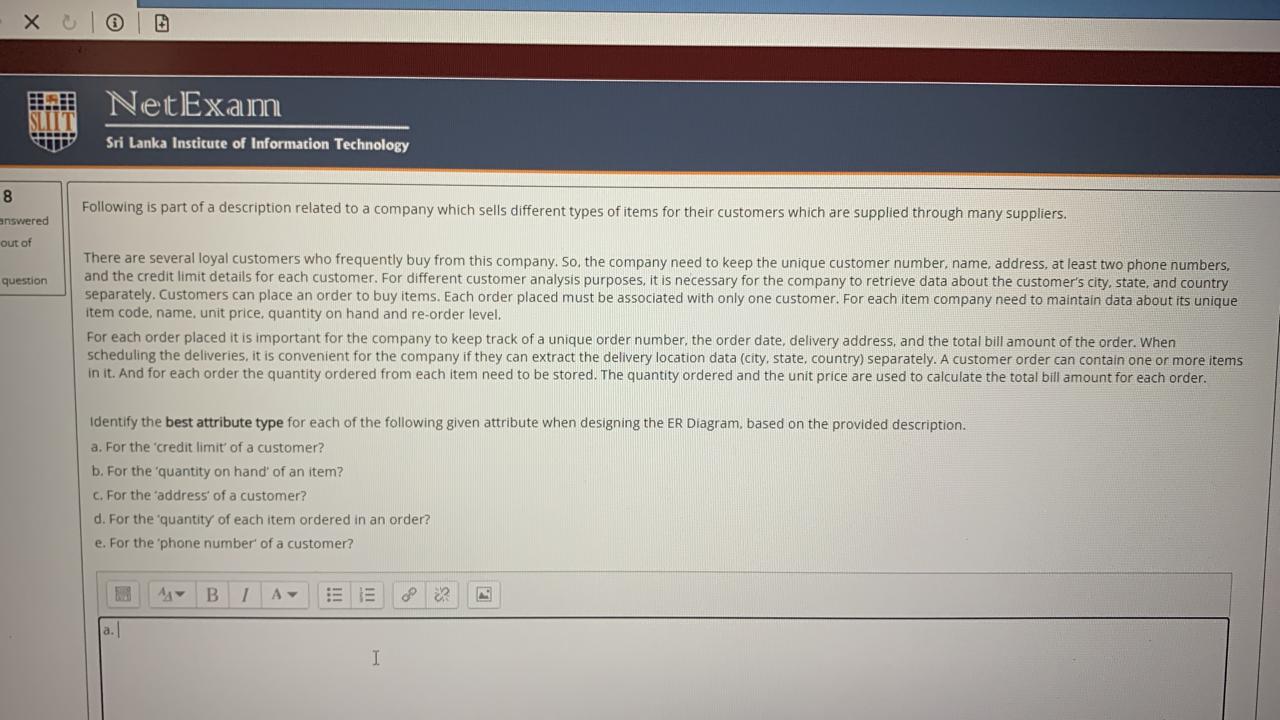 NetExam
SLIIT
Sri Lanka Institute of Information Technology
8
answered
out of
question
Following is part of a description related to a company which sells different types of items for their customers which are supplied through many suppliers.
There are several loyal customers who frequently buy from this company. So, the company need to keep the unique customer number, name, address, at least two phone numbers,
and the credit limit details for each customer. For different customer analysis purposes, it is necessary for the company to retrieve data about the customer's city, state, and country
separately. Customers can place an order to buy items. Each order placed must be associated with only one customer. For each item company need to maintain data about its unique
item code, name, unit price, quantity on hand and re-order level.
For each order placed it is important for the company to keep track of a unique order number, the order date, delivery address, and the total bill amount of the order. When
scheduling the deliveries, it is convenient for the company if they can extract the delivery location data (city, state, country) separately. A customer order can contain one or more items
in it. And for each order the quantity ordered from each item need to be stored. The quantity ordered and the unit price are used to calculate the total bill amount for each order.
Identify the best attribute type for each of the following given attribute when designing the ER Diagram, based on the provided description.
a. For the 'credit limit' of a customer?
b. For the 'quantity on hand' of an item?
c. For the 'address' of a customer?
d. For the 'quantity' of each item ordered in an order?
e. For the 'phone number' of a customer?
B I A
a.